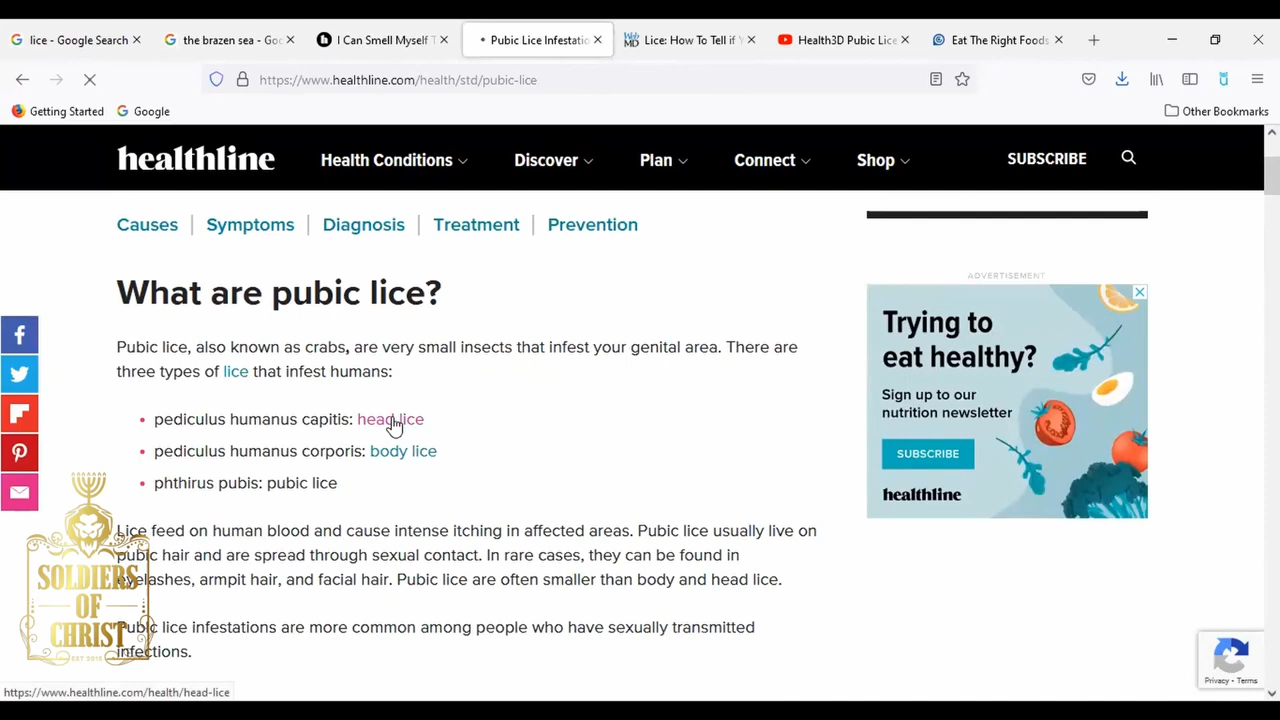 lice - Google Search
the brazen sea - Goo
I Can Smell Myself T
Pubic Lice Infestatio
WebMD
Lice: How To Tell if Y
Health3D Pubic Lice
Eat The Right Foods
https://www.healthline.com/health/std/pubic-lice
Getting Started
Google
Other Bookmarks
healthline
Health Conditions
Discover
Plan
Connect
Shop
SUBSCRIBE
Causes
Symptoms
Diagnosis
Treatment
Prevention
What are pubic lice?
Pubic lice, also known as crabs, are very small insects that infest your genital area. There are
three types of lice that infest humans:
• pediculus humanus capitis: head lice
• pediculus humanus corporis: body lice
• phthirus pubis: pubic lice
Lice feed on human blood and cause intense itching in affected areas. Pubic lice usually live on
pubic hair and are spread through sexual contact. In rare cases, they can be found in
eyelashes, armpit hair, and facial hair. Pubic lice are often smaller than body and head lice.
Pubic lice infestations are more common among people who have sexually transmitted
infections.
ADVERTISEMENT
Trying to
eat healthy?
Sign up to our
nutrition newsletter
SUBSCRIBE
healthline
SOLDIERS
OF
CHRIST
EST 2015
Privacy - Terms
https://www.healthline.com/health/head-lice